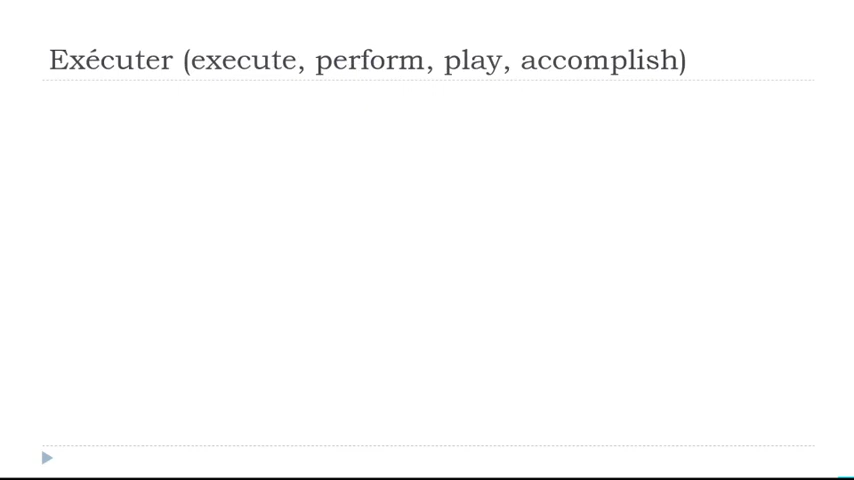 Exécuter (execute, perform, play, accomplish)